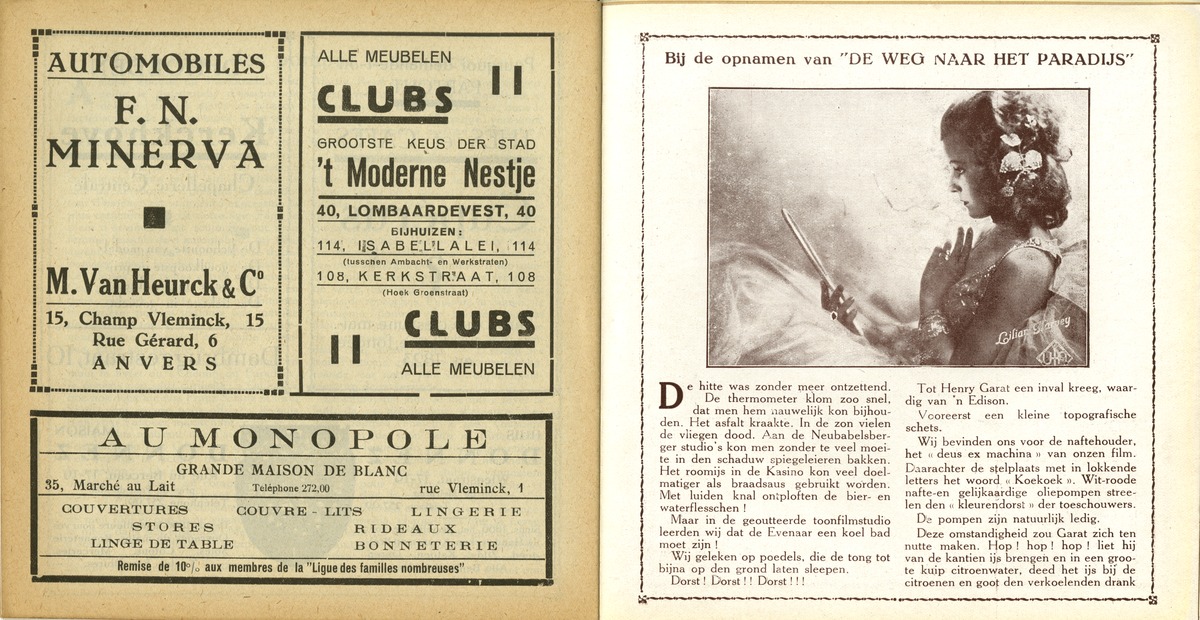 AUTOMOBILES
F. N.
MINERVA
M. Van Heurck & Cº
15, Champ Vleminck, 15
Rue Gérard, 6
ANVERS
ALLE MEUBELEN
CLUBS
GROOTSTE KEUS DER STAD
't Moderne Nestje
40, LOMBAARDEVEST, 40
BIJHUIZEN:
114, ISABELLALEI, 114
(tusschen Ambacht- en Werkstraten)
108, KERKSTRAAT, 108
(Hoek Groenstraat)
CLUBS
ALLE MEUBELEN
AU MONOPOLE
GRANDE MAISON DE BLANC
35, Marché au Lait Téléphone 272,00 rue Vleminck, 1
COUVERTURES COUVRE-LITS LINGERIE
STORES RIDEAUX
LINGE DE TABLE BONNETERIE
Remise de 10% aux membres de la "Ligue des familles nombreuses"
Bij de opnamen van "DE WEG NAAR HET PARADIJS"
Lilian Harvey
UFA
De hitte was zonder meer ontzettend.
De thermometer klom zoo snel,
dat men hem nauwelijk kon bijhou-
den. Het asfalt kraakte. In de zon vielen
de vliegen dood. Aan de Neubabelsber-
ger studio's kon men zonder te veel moei-
te in den schaduw spiegeleieren bakken.
Het roomijs in de Kasino kon veel doel-
matiger als braadsaus gebruikt worden.
Met luiden knal ontploften de bier- en
waterflesschen !
Maar in de geoutteerde toonfilmstudio
leerden wij dat de Evenaar een koel bad
moet zijn !
Wij geleken op poedels, die de tong tot
bijna op den grond laten sleepen.
Dorst ! Dorst !! Dorst !!!
Tot Henry Garat een inval kreeg, waar-
dig van 'n Edison.
Vooreerst een kleine topografische
schets.
Wij bevinden ons voor de naftehouder,
het « deus ex machina » van onzen film.
Daarachter de stelplaats met in lokkende
letters het woord « Koekoek ». Wit-roode
nafte-en gelijkaardige oliepompen stree-
len den « kleurendorst » der toeschouwers.
De pompen zijn natuurlijk ledig.
Deze omstandigheid zou Garat zich ten
nutte maken. Hop ! hop ! hop ! liet hij
van de kantien ijs brengen en in een groo-
te kuip citroenwater, deed het ijs bij de
citroenen en goot den verkoelenden drank